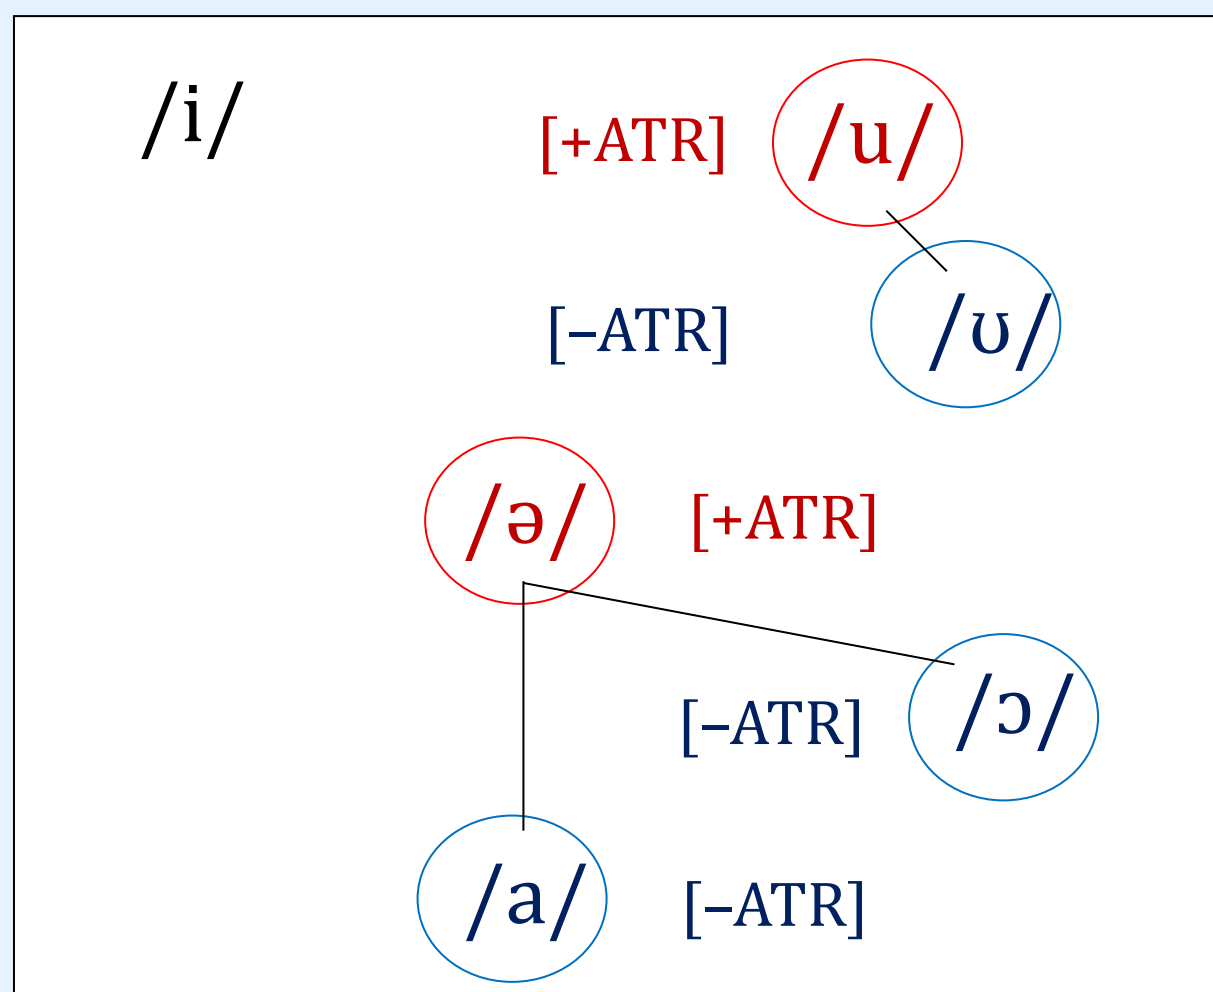 /i/
[+ATR] /u/
[–ATR] /ʊ/
/ə/ [+ATR]
[–ATR] /ɔ/
/a/ [–ATR]